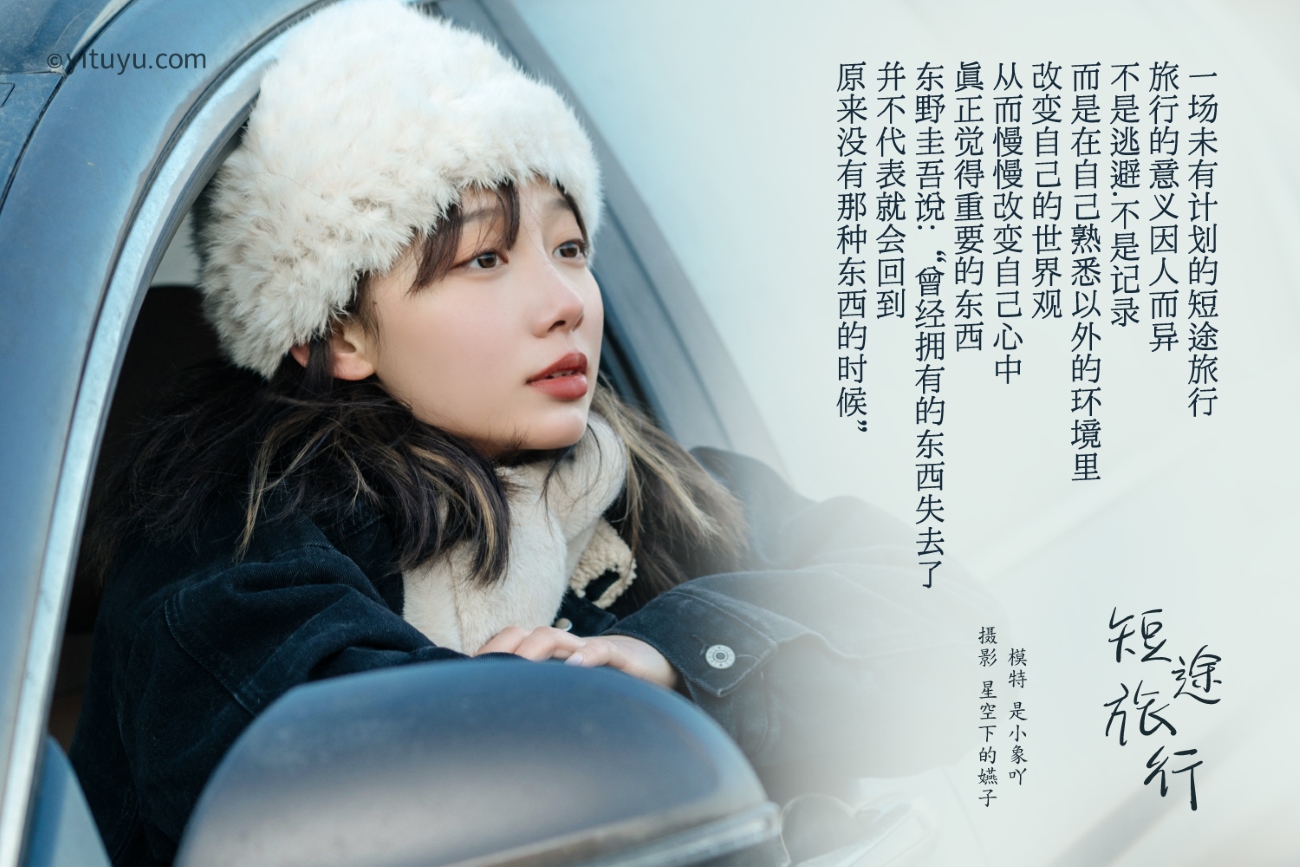 ©yituyu.com
一场未有计划的短途旅行
旅行的意义因人而异
不是逃避.不是记录
而是在自己熟悉以外的环境里
改变自己的世界观
从而慢慢改变自己心中
真正觉得重要的东西
东野圭吾说：“曾经拥有的东西失去了
并不代表就会回到
原来没有那种东西的时候”
短途
旅行
模特 是小象吖
摄影 星空下的嬿子